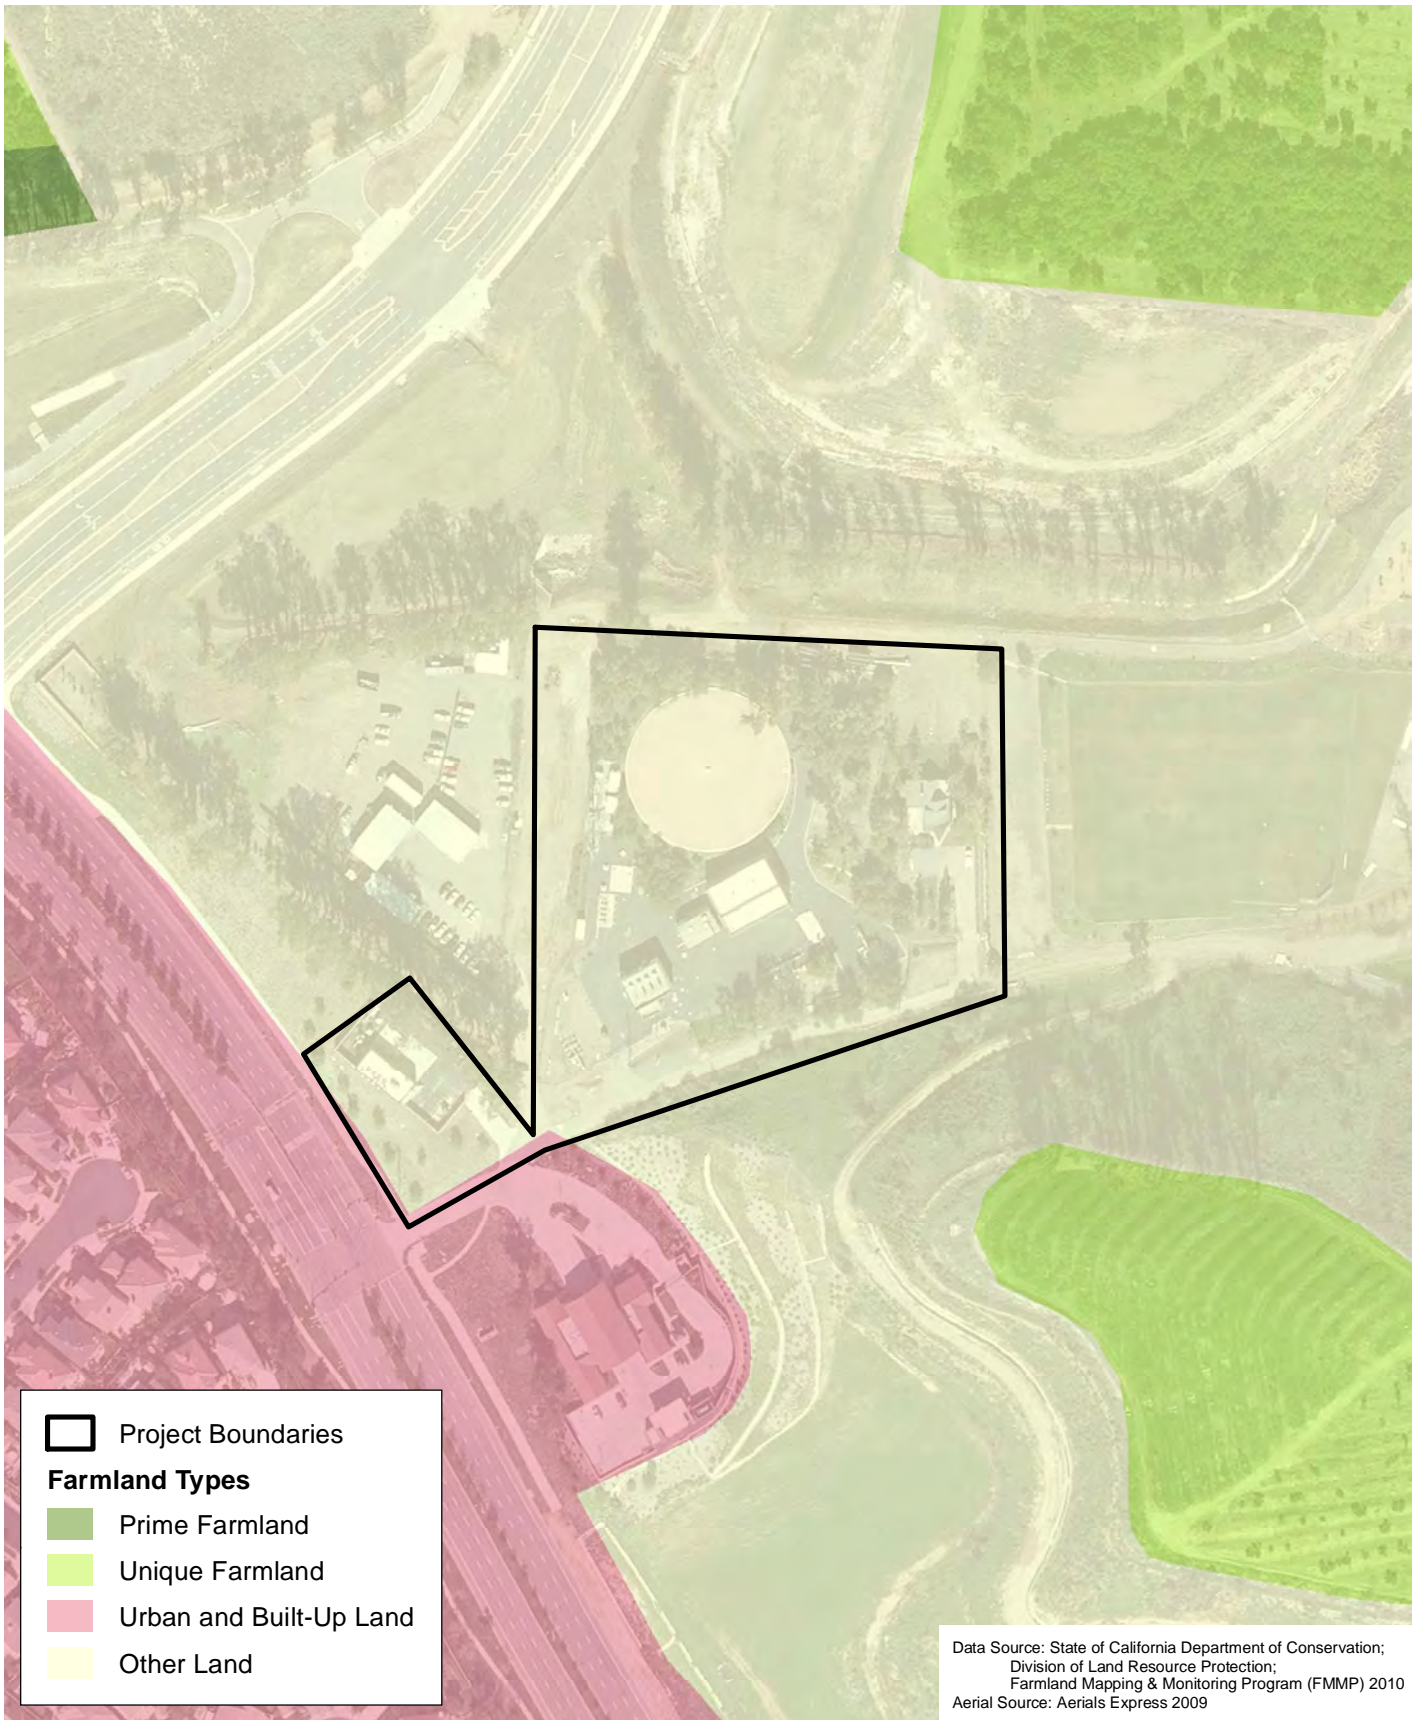 Project Boundaries
Farmland Types
Prime Farmland
Unique Farmland
Urban and Built-Up Land
Other Land
Data Source: State of California Department of Conservation;
Division of Land Resource Protection;
Farmland Mapping & Monitoring Program (FMMP) 2010
Aerial Source: Aerials Express 2009